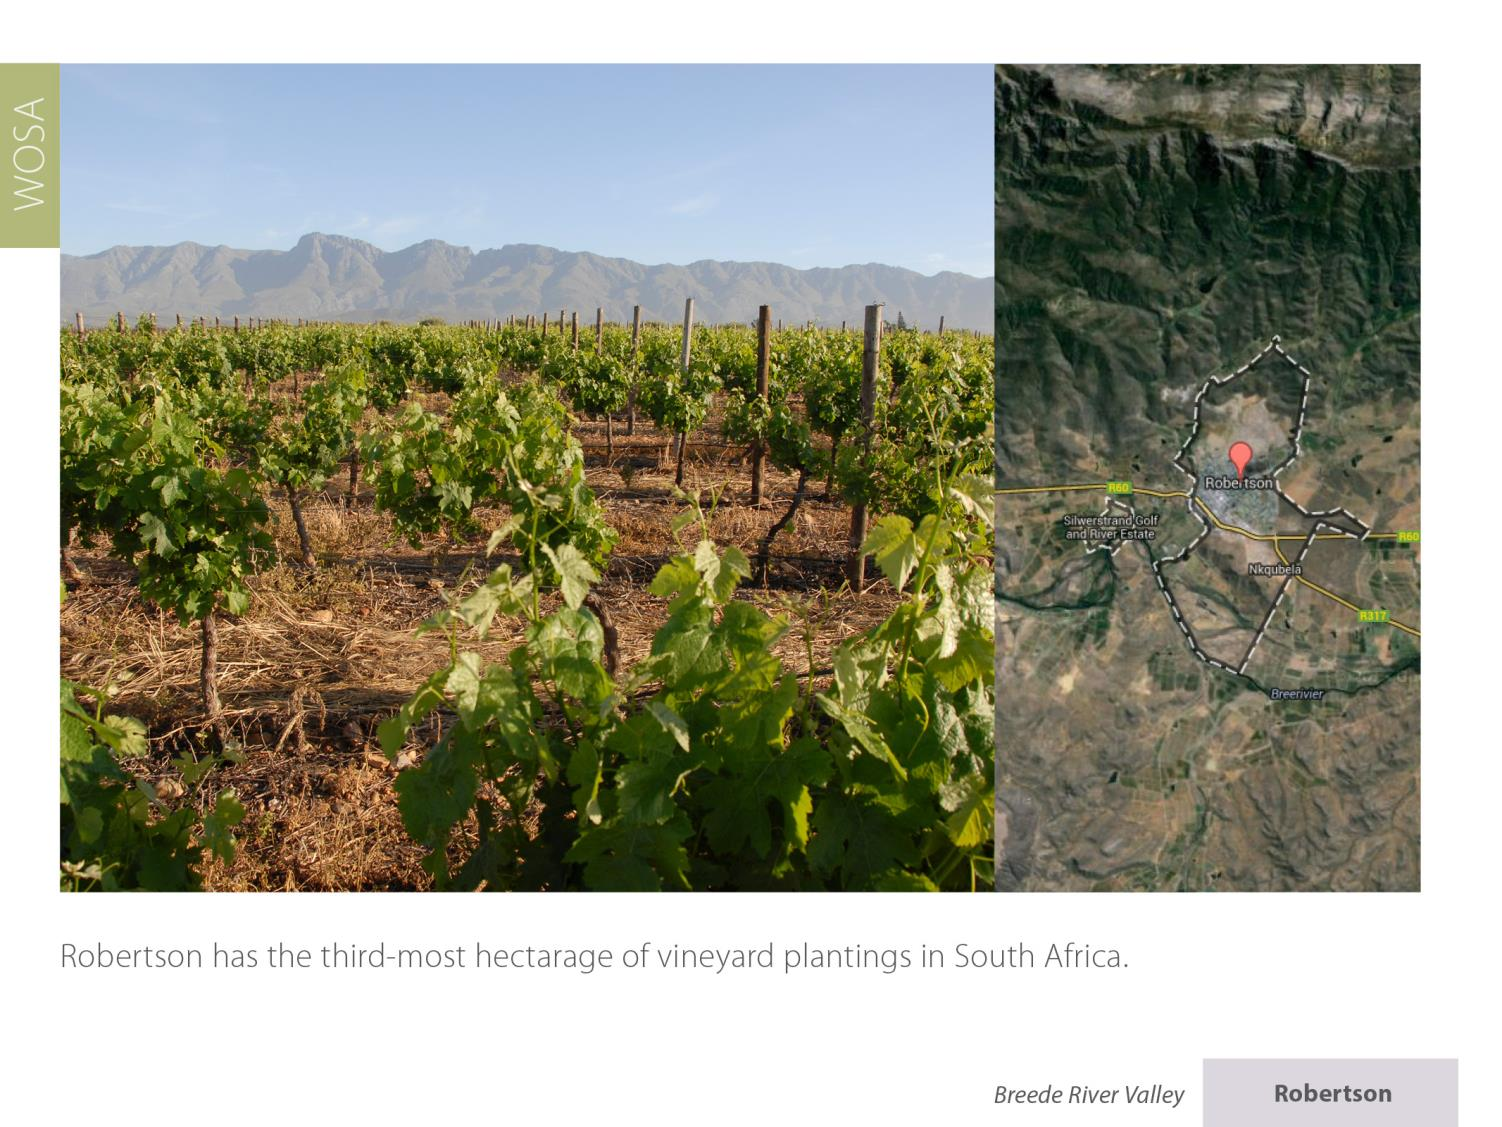 WOSA
R60
Robertson
Silwerstrand Golf
and River Estate
R60
Nkqubela
R317
Breërivier
Robertson has the third-most hectarage of vineyard plantings in South Africa.
Breede River Valley
Robertson